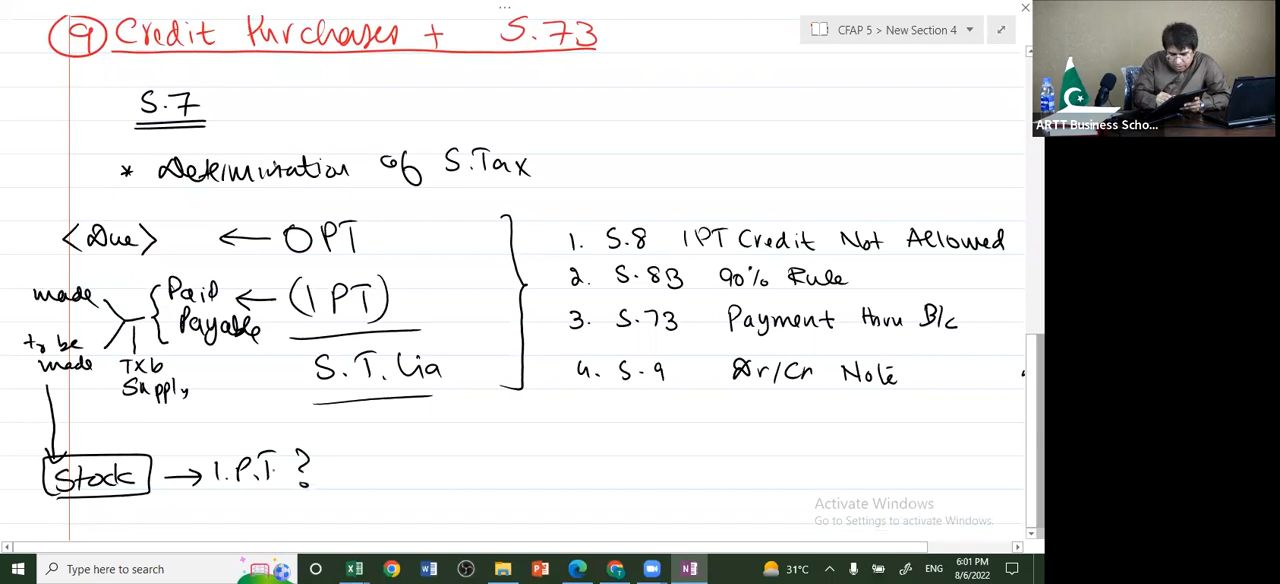 9 Credit Purchases + S.73
CFAP 5 > New Section 4
S.7
* Determination of S.Tax
ARTT Business Scho...
<Due> ← OPT
made { Paid ← (IPT)
Payable
to be made
Txb Supply
S.T. Lia
1. S.8 IPT Credit Not Allowed
2. S.8B 90% Rule
3. S.73 Payment thru B/c
4. S.9 Dr/Cr Note
Stock → I.P.T. ?
Activate Windows
Go to Settings to activate Windows.
Type here to search
31°C
ENG
6:01 PM
8/6/2022